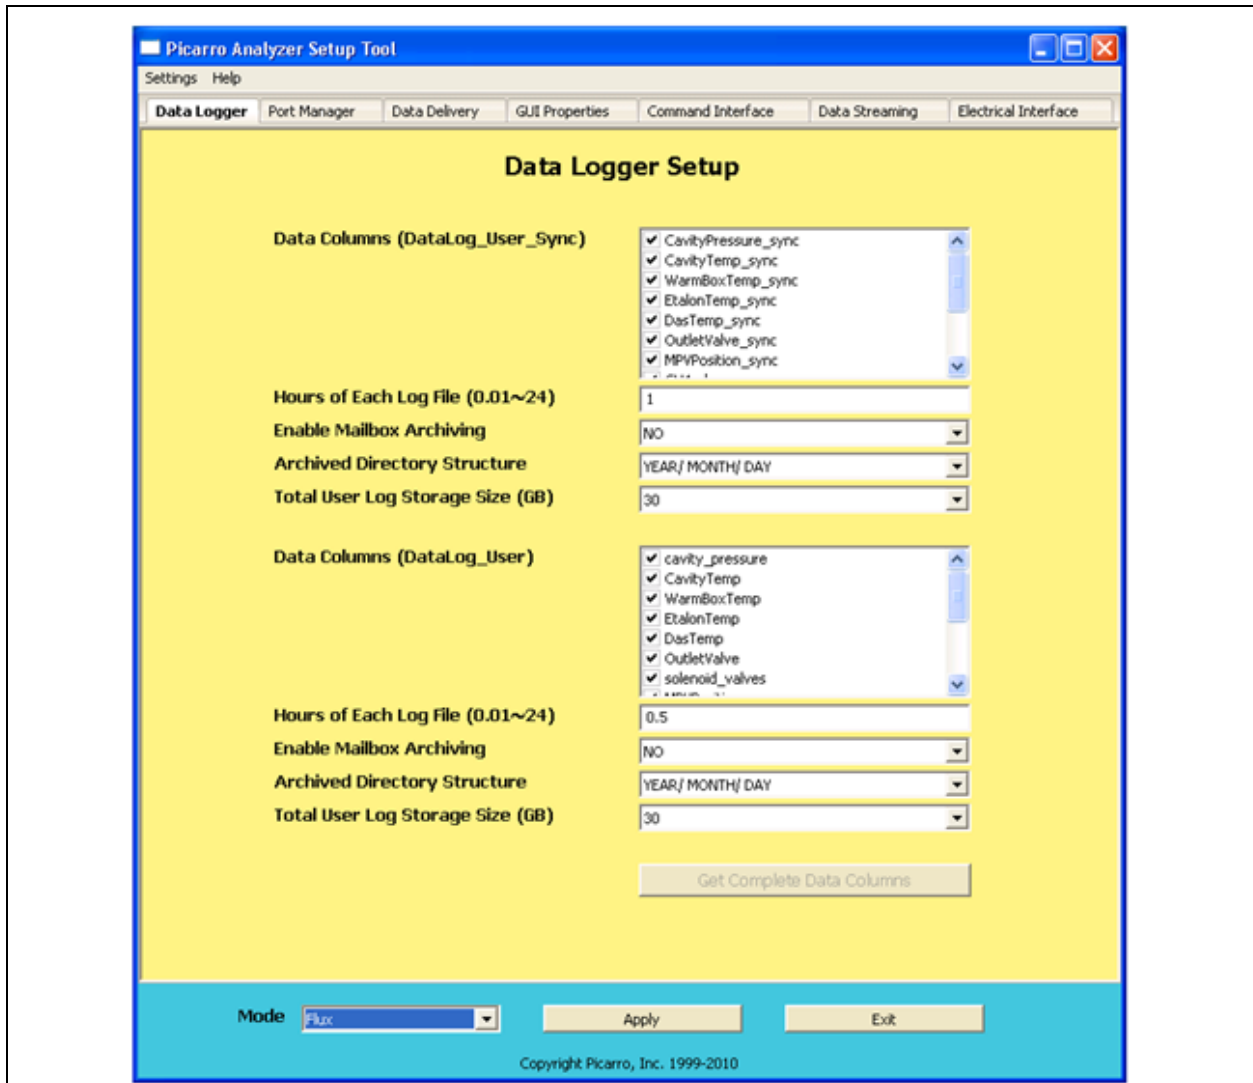 Picarro Analyzer Setup Tool
Settings Help
Data Logger Port Manager Data Delivery GUI Properties Command Interface Data Streaming Electrical Interface
Data Logger Setup
Data Columns (DataLog_User_Sync)
CavityPressure_sync
CavityTemp_sync
WarmBoxTemp_sync
EtalonTemp_sync
DasTemp_sync
OutletValve_sync
MPVPosition_sync
Hours of Each Log File (0.01~24) 1
Enable Mailbox Archiving NO
Archived Directory Structure YEAR/ MONTH/ DAY
Total User Log Storage Size (GB) 30
Data Columns (DataLog_User)
cavity_pressure
CavityTemp
WarmBoxTemp
EtalonTemp
DasTemp
OutletValve
solenoid_valves
Hours of Each Log File (0.01~24) 0.5
Enable Mailbox Archiving NO
Archived Directory Structure YEAR/ MONTH/ DAY
Total User Log Storage Size (GB) 30
Get Complete Data Columns
Mode Flux Apply Exit
Copyright Picarro, Inc. 1999-2010